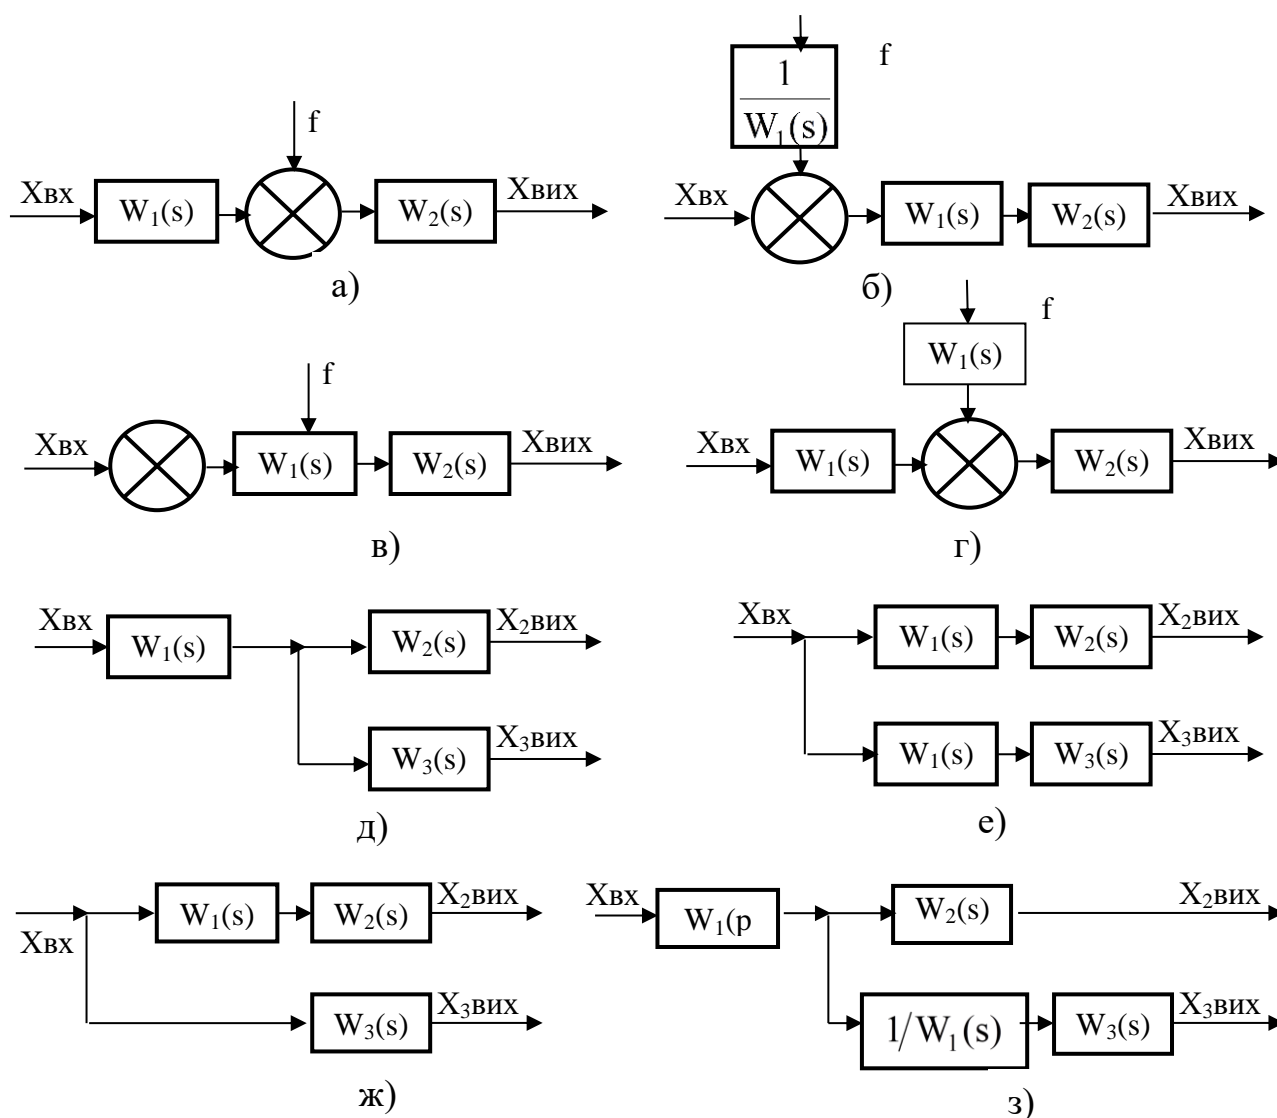 f
1
W₁(s)
f
Xвх
W₁(s)
W₂(s)
Xвих
а)
Xвх
W₁(s)
W₂(s)
Xвих
б)
f
Xвх
W₁(s)
W₂(s)
Xвих
в)
f
W₁(s)
Xвх
W₁(s)
W₂(s)
Xвих
г)
Xвх
W₁(s)
W₂(s)
X₂вих
W₃(s)
X₃вих
д)
Xвх
W₁(s)
W₂(s)
X₂вих
W₁(s)
W₃(s)
X₃вих
е)
Xвх
W₁(s)
W₂(s)
X₂вих
W₃(s)
X₃вих
ж)
Xвх
W₁(p
W₂(s)
X₂вих
1/W₁(s)
W₃(s)
X₃вих
з)